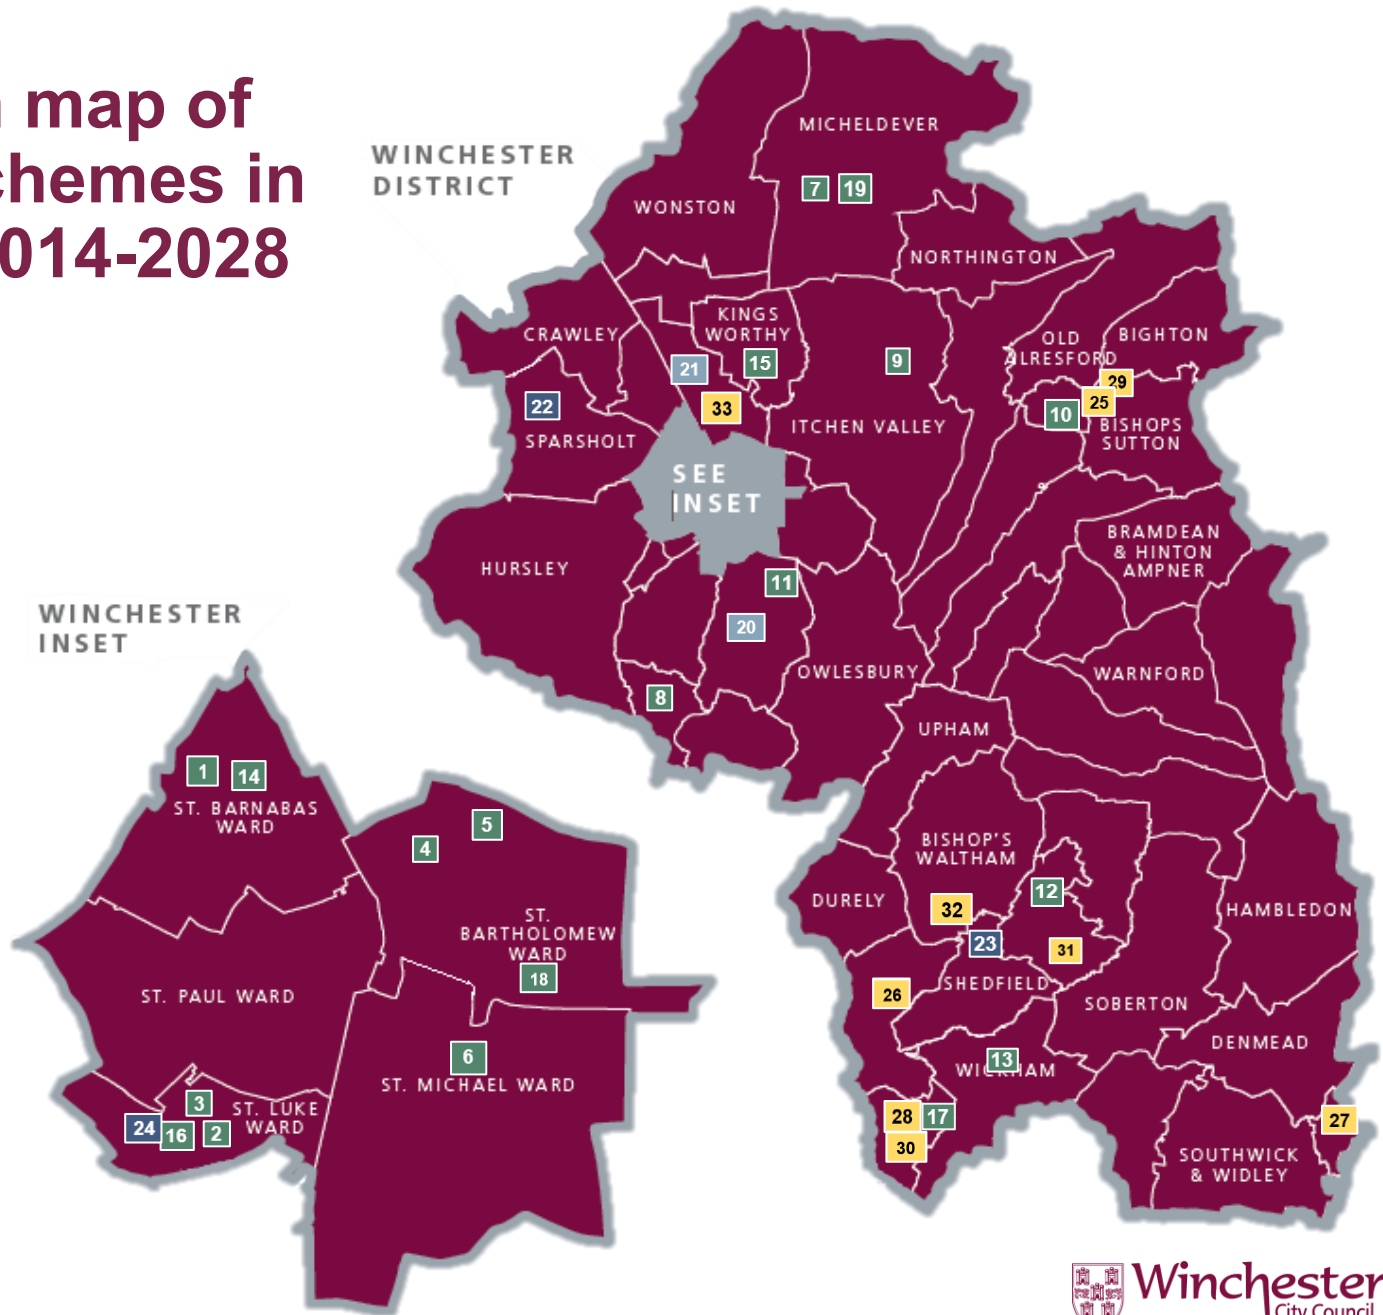 map of
chemes in
014-2028
WINCHESTER
DISTRICT
MICHELDEVER
7
19
WONSTON
NORTHINGTON
CRAWLEY
KINGS
WORTHY
15
21
33
9
OLD
ALRESFORD
BIGHTON
29
25
10
BISHOPS
SUTTON
22
SPARSHOLT
ITCHEN VALLEY
SEE
INSET
BRAMDEAN
& HINTON
AMPNER
HURSLEY
11
20
OWLESBURY
WARNFORD
8
UPHAM
BISHOP'S
WALTHAM
12
DURELY
32
23
31
HAMBLEDON
26
SHEDFIELD
SOBERTON
DENMEAD
13
WICKHAM
28
17
30
27
SOUTHWICK
& WIDLEY
WINCHESTER
INSET
1
14
ST. BARNABAS
WARD
5
4
ST.
BARTHOLOMEW
WARD
18
ST. PAUL WARD
6
ST. MICHAEL WARD
3
ST. LUKE
WARD
24
16
2
Winchester
City Council